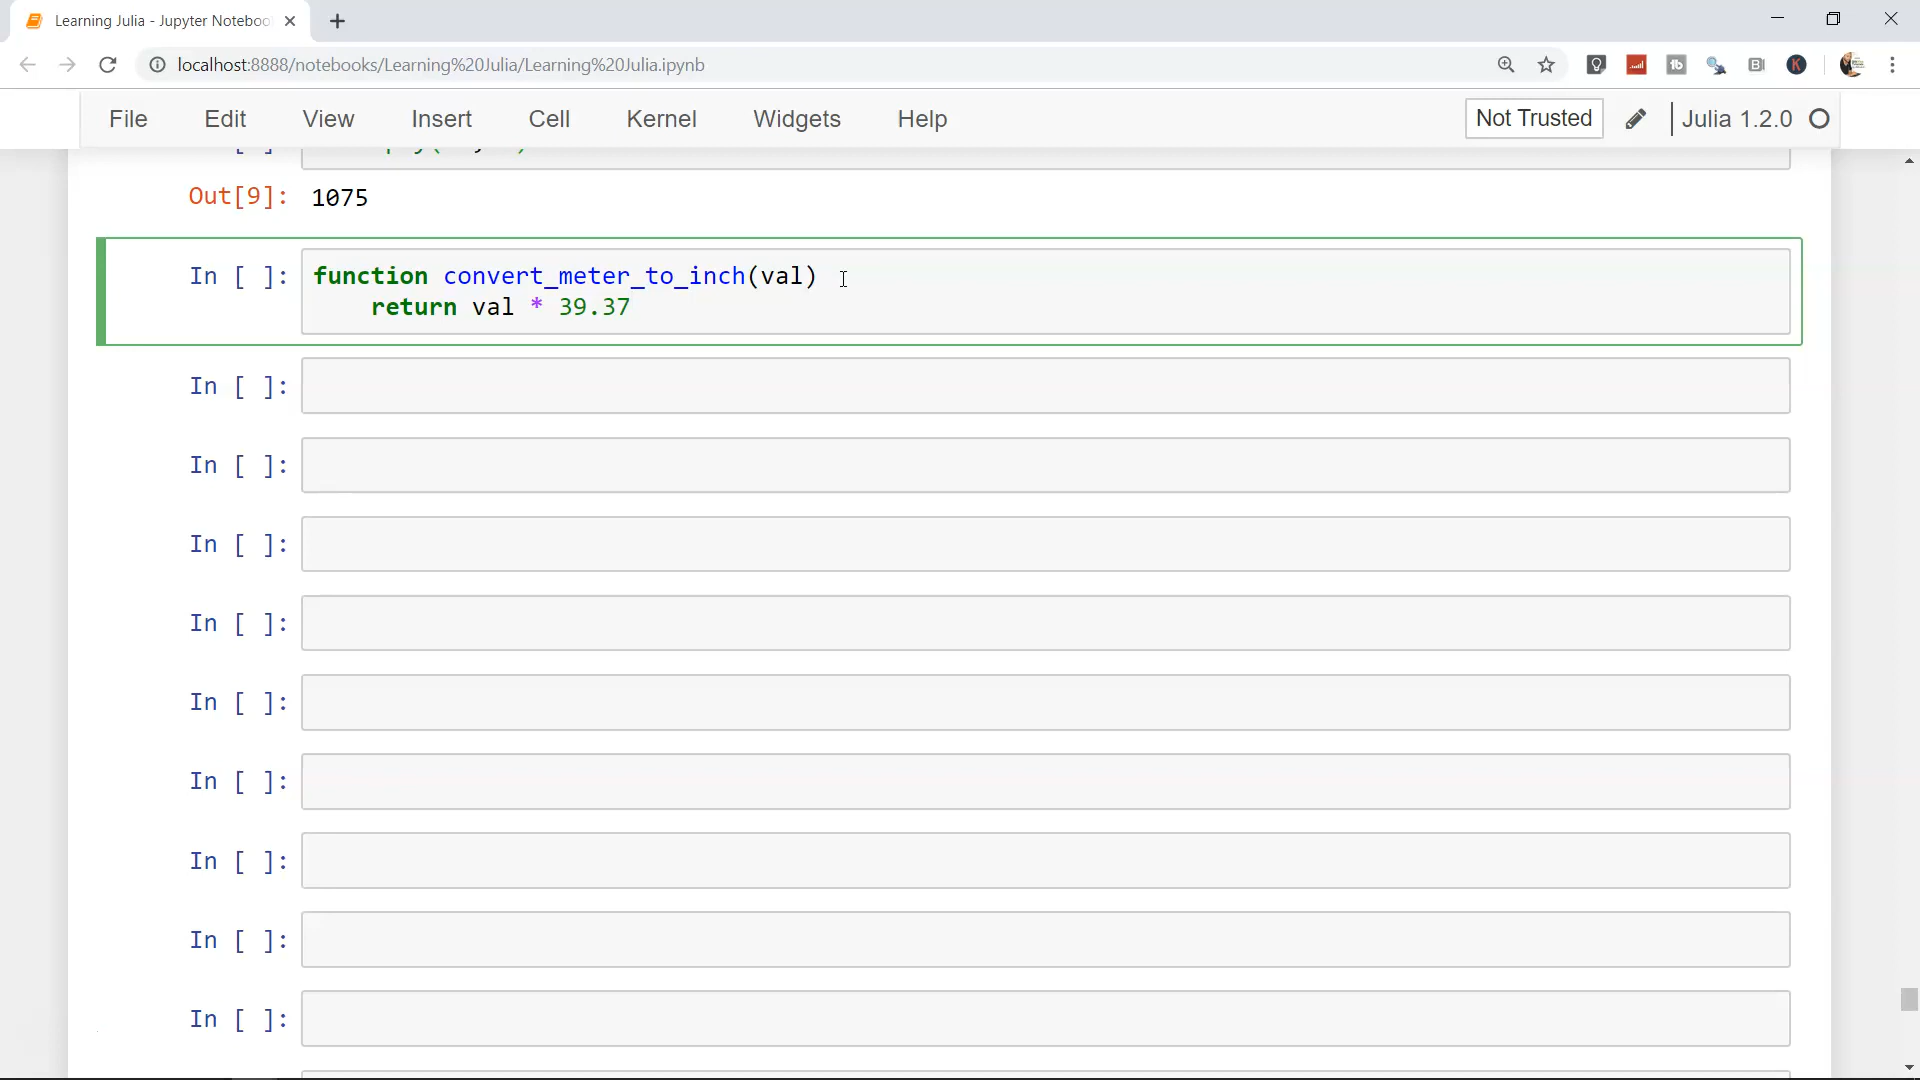 Learning Julia - Jupyter Noteboo
localhost:8888/notebooks/Learning%20Julia/Learning%20Julia.ipynb
File Edit View Insert Cell Kernel Widgets Help Not Trusted Julia 1.2.0
Out[9]: 1075
In [ ]: function convert_meter_to_inch(val)
return val * 39.37
In [ ]:
In [ ]:
In [ ]:
In [ ]:
In [ ]:
In [ ]:
In [ ]:
In [ ]:
In [ ]: